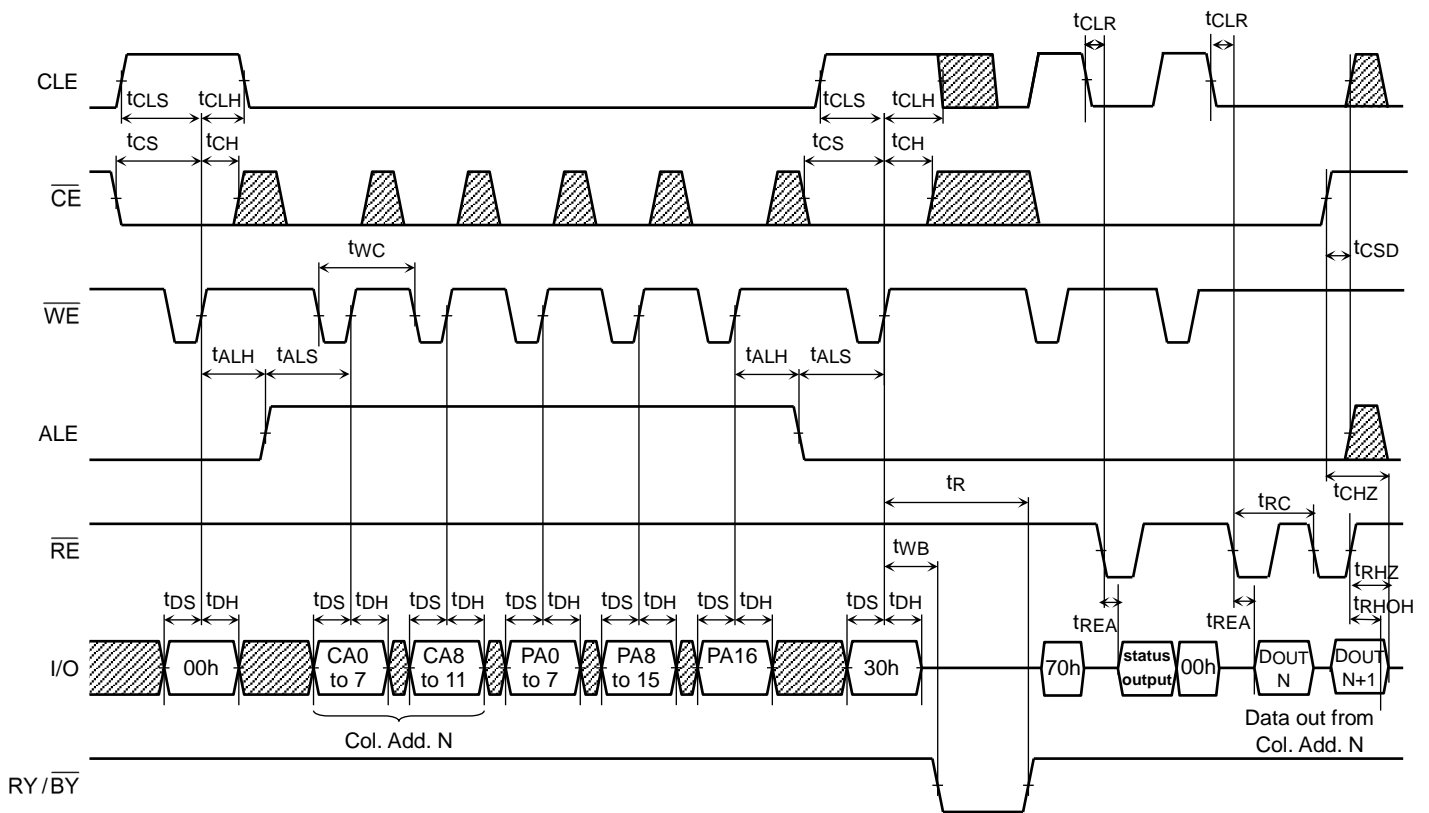 tCLR tCLR
CLE
tCLS tCLH tCLS tCLH
tCS tCH tCS tCH
CE
tWC tCSD
WE
tALH tALS tALH tALS
ALE
tR tCHZ
tRC
RE
tWB
tRHZ
tDS tDH tDS tDH tDS tDH tDS tDH tDS tDH tDS tDH tDS tDH tRHOH
tREA tREA
I/O 00h CA0 to 7 CA8 to 11 PA0 to 7 PA8 to 15 PA16 30h 70h status output 00h DOUT N DOUT N+1
Col. Add. N
Data out from
Col. Add. N
RY/BY